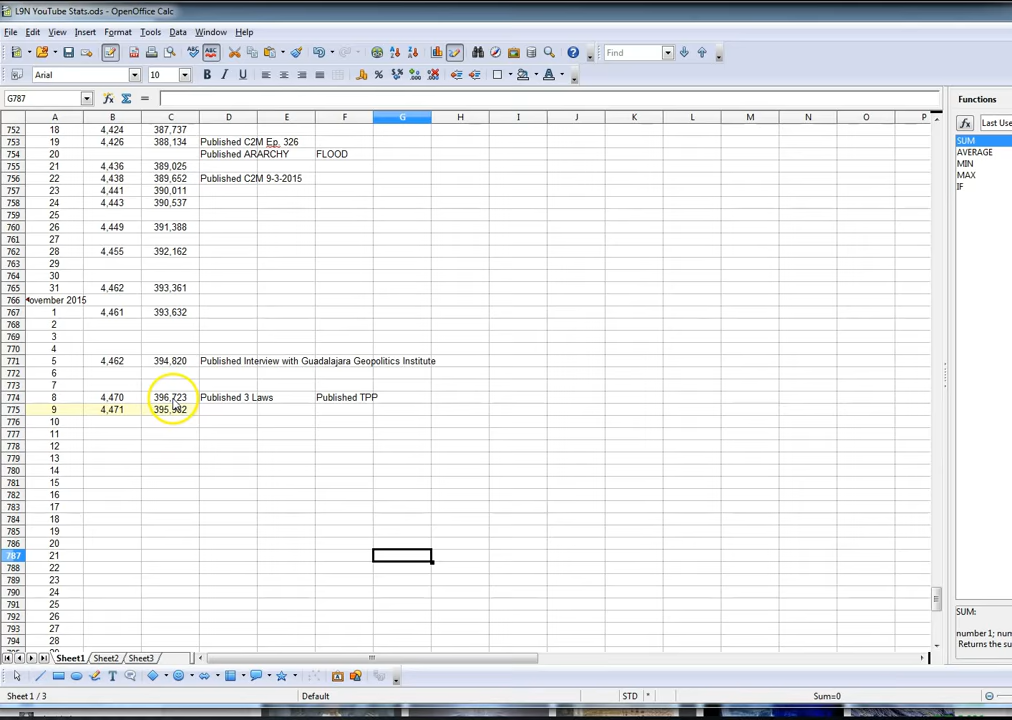 L9N YouTube Stats.ods - OpenOffice Calc
File Edit View Insert Format Tools Data Window Help
Find
Arial 10 B I U
G787
Functions
A B C D E F G H I J K L M N O P
Last Use
752 18 4,424 387,737
SUM
753 19 4,426 388,134 Published C2M Ep. 326
AVERAGE
754 20 Published ARARCHY FLOOD
MIN
755 21 4,436 389,025
MAX
756 22 4,438 389,652 Published C2M 9-3-2015
IF
757 23 4,441 390,011
758 24 4,443 390,537
759 25
760 26 4,449 391,388
761 27
762 28 4,455 392,162
763 29
764 30
765 31 4,462 393,361
766 ovember 2015
767 1 4,461 393,632
768 2
769 3
770 4
771 5 4,462 394,820 Published Interview with Guadalajara Geopolitics Institute
772 6
773 7
774 8 4,470 396,723 Published 3 Laws Published TPP
775 9 4,471 395,982
776 10
777 11
778 12
779 13
780 14
781 15
782 16
783 17
784 18
785 19
786 20
787 21
788 22
789 23
790 24
791 25
792 26
793 27
794 28
SUM:
number 1; num
Returns the su
Sheet1 Sheet2 Sheet3
Sheet 1 / 3 Default STD * Sum=0